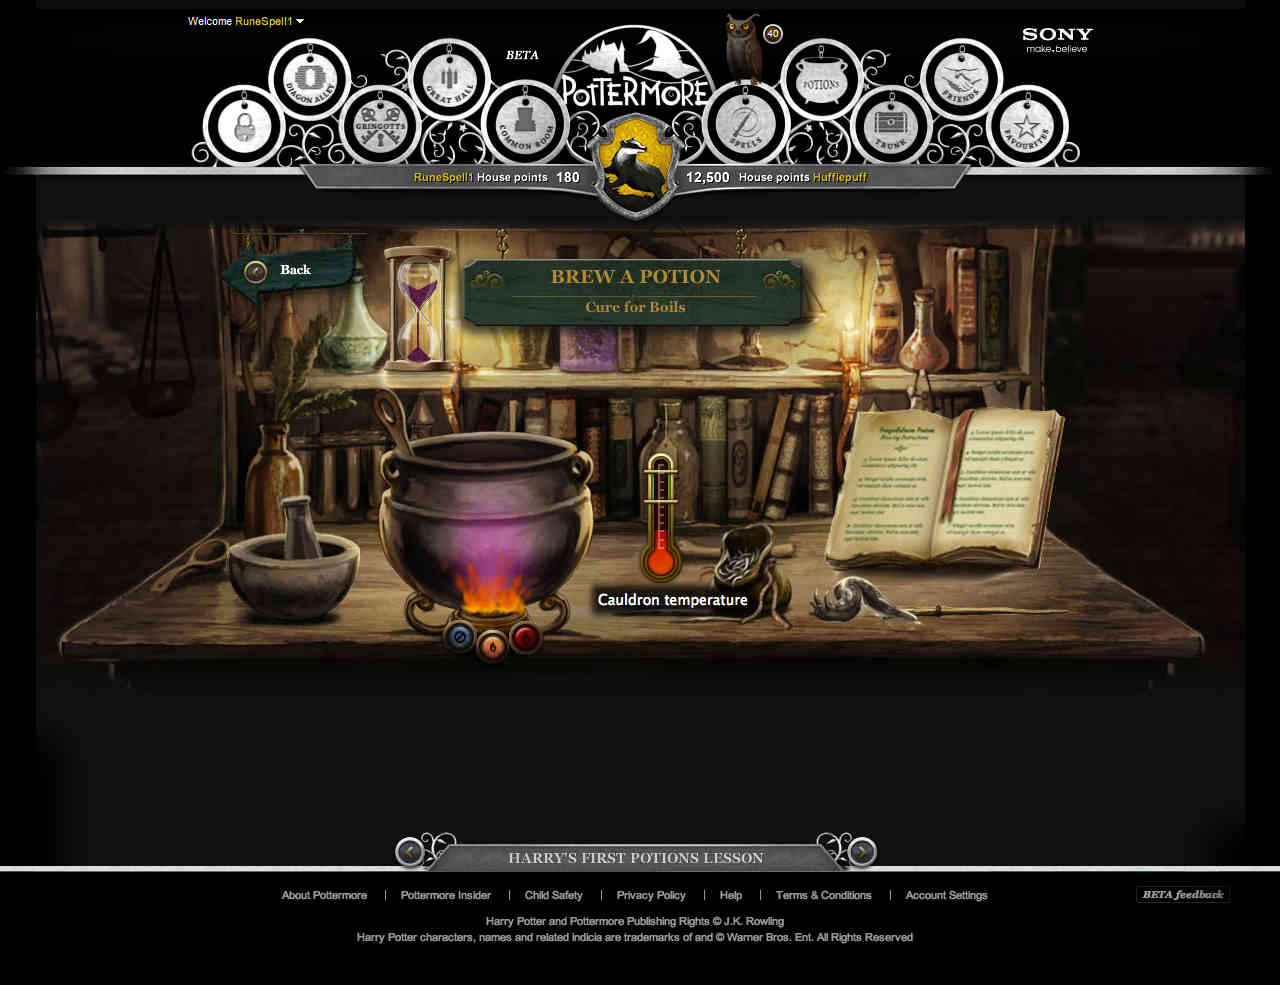 Welcome RuneSpell1
BETA
40
SONY
make.believe
DIAGON ALLEY
GREAT HALL
POTTERMORE
POTIONS
FRIENDS
GRINGOTTS
COMMON ROOM
SPELLS
TRUNK
FAVOURITES
RuneSpell1 House points 180
12,500 House points Hufflepuff
Back
BREW A POTION
Cure for Boils
Cauldron temperature
HARRY'S FIRST POTIONS LESSON
About Pottermore | Pottermore Insider | Child Safety | Privacy Policy | Help | Terms & Conditions | Account Settings
BETA feedback
Harry Potter and Pottermore Publishing Rights © J.K. Rowling
Harry Potter characters, names and related indicia are trademarks of and © Warner Bros. Ent. All Rights Reserved